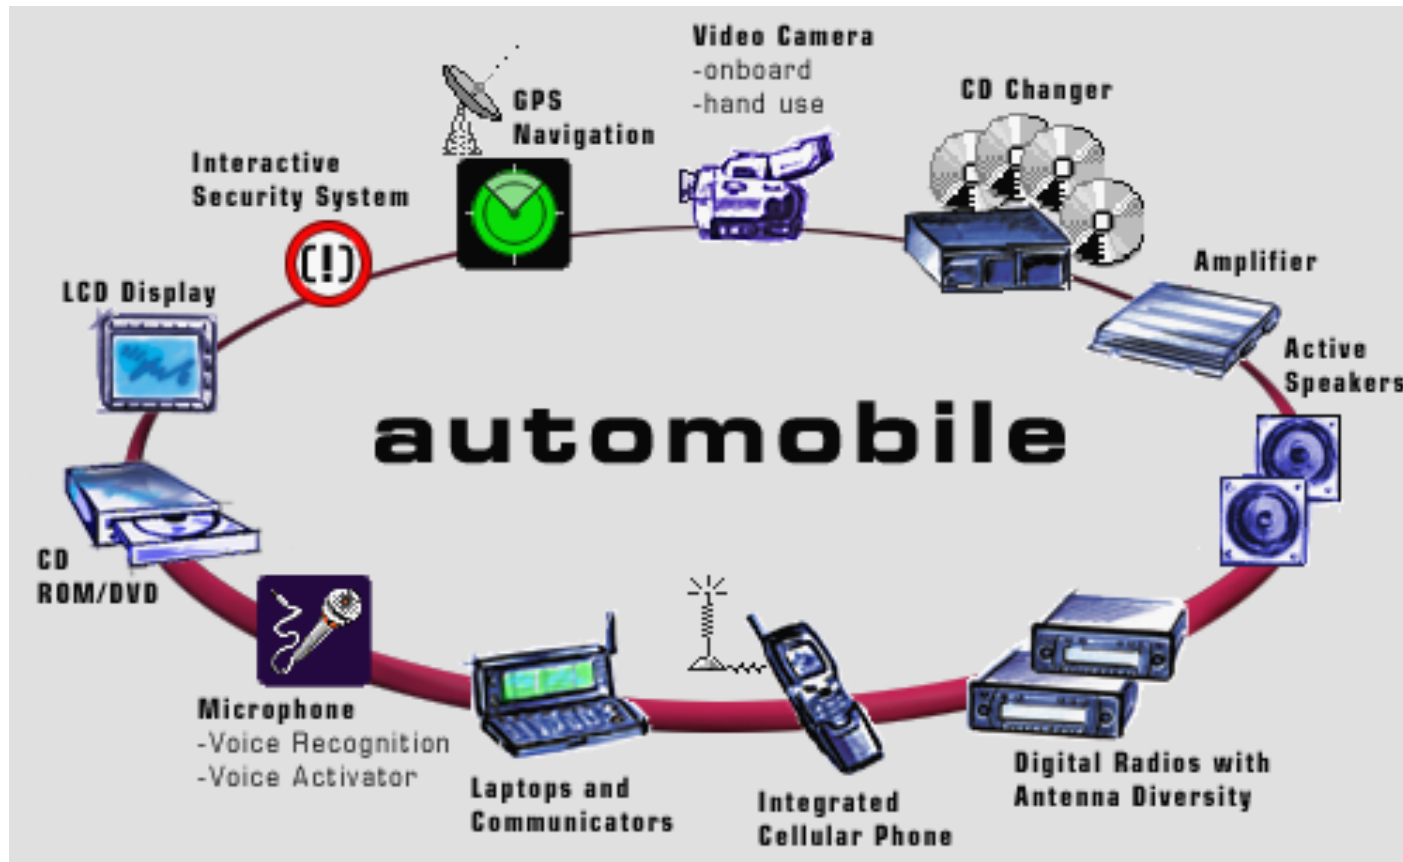 Video Camera
-onboard
-hand use
GPS
Navigation
CD Changer
Interactive
Security System
(!)
Amplifier
LCD Display
Active
Speakers
automobile
CD
ROM/DVD
Microphone
-Voice Recognition
-Voice Activator
Laptops and
Communicators
Integrated
Cellular Phone
Digital Radios with
Antenna Diversity